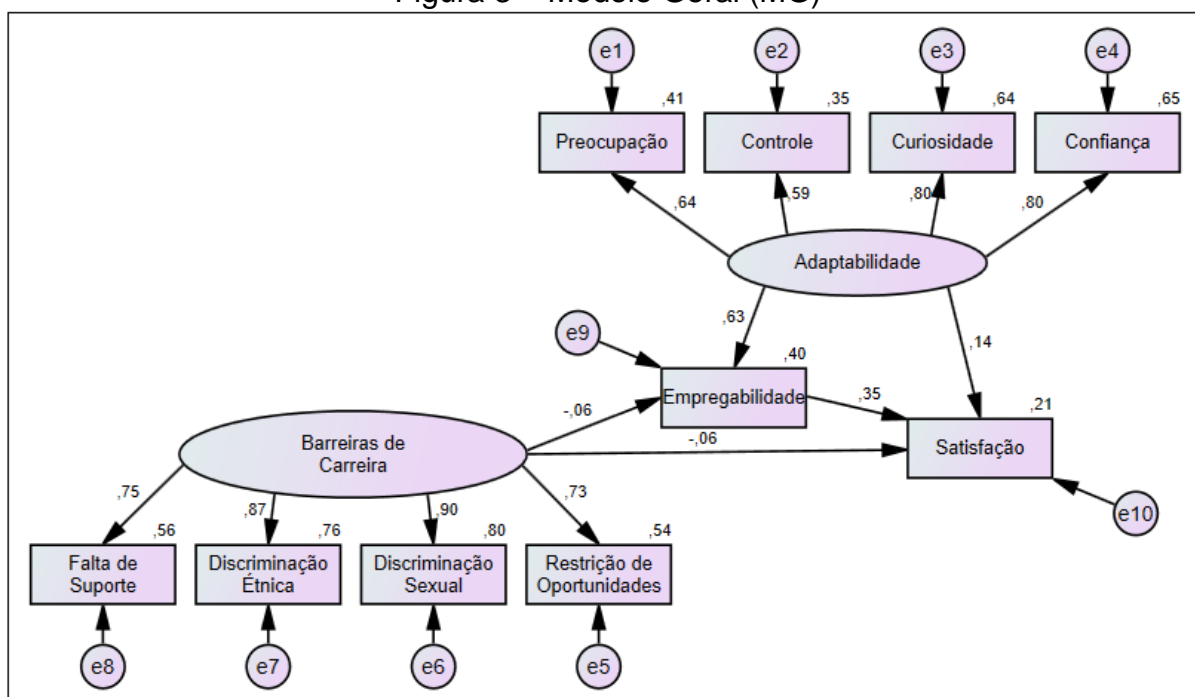 Figura 3 – Modelo Geral (MG)
e1
e2
e3
e4
,41
,35
,64
,65
Preocupação
Controle
Curiosidade
Confiança
,64
,59
,80
,80
Adaptabilidade
,63
,14
e9
,40
Empregabilidade
,35
,21
-,06
-,06
Satisfação
Barreiras de
Carreira
e10
,75
,87
,90
,73
,56
,76
,80
,54
Falta de
Suporte
Discriminação
Étnica
Discriminação
Sexual
Restrição de
Oportunidades
e8
e7
e6
e5